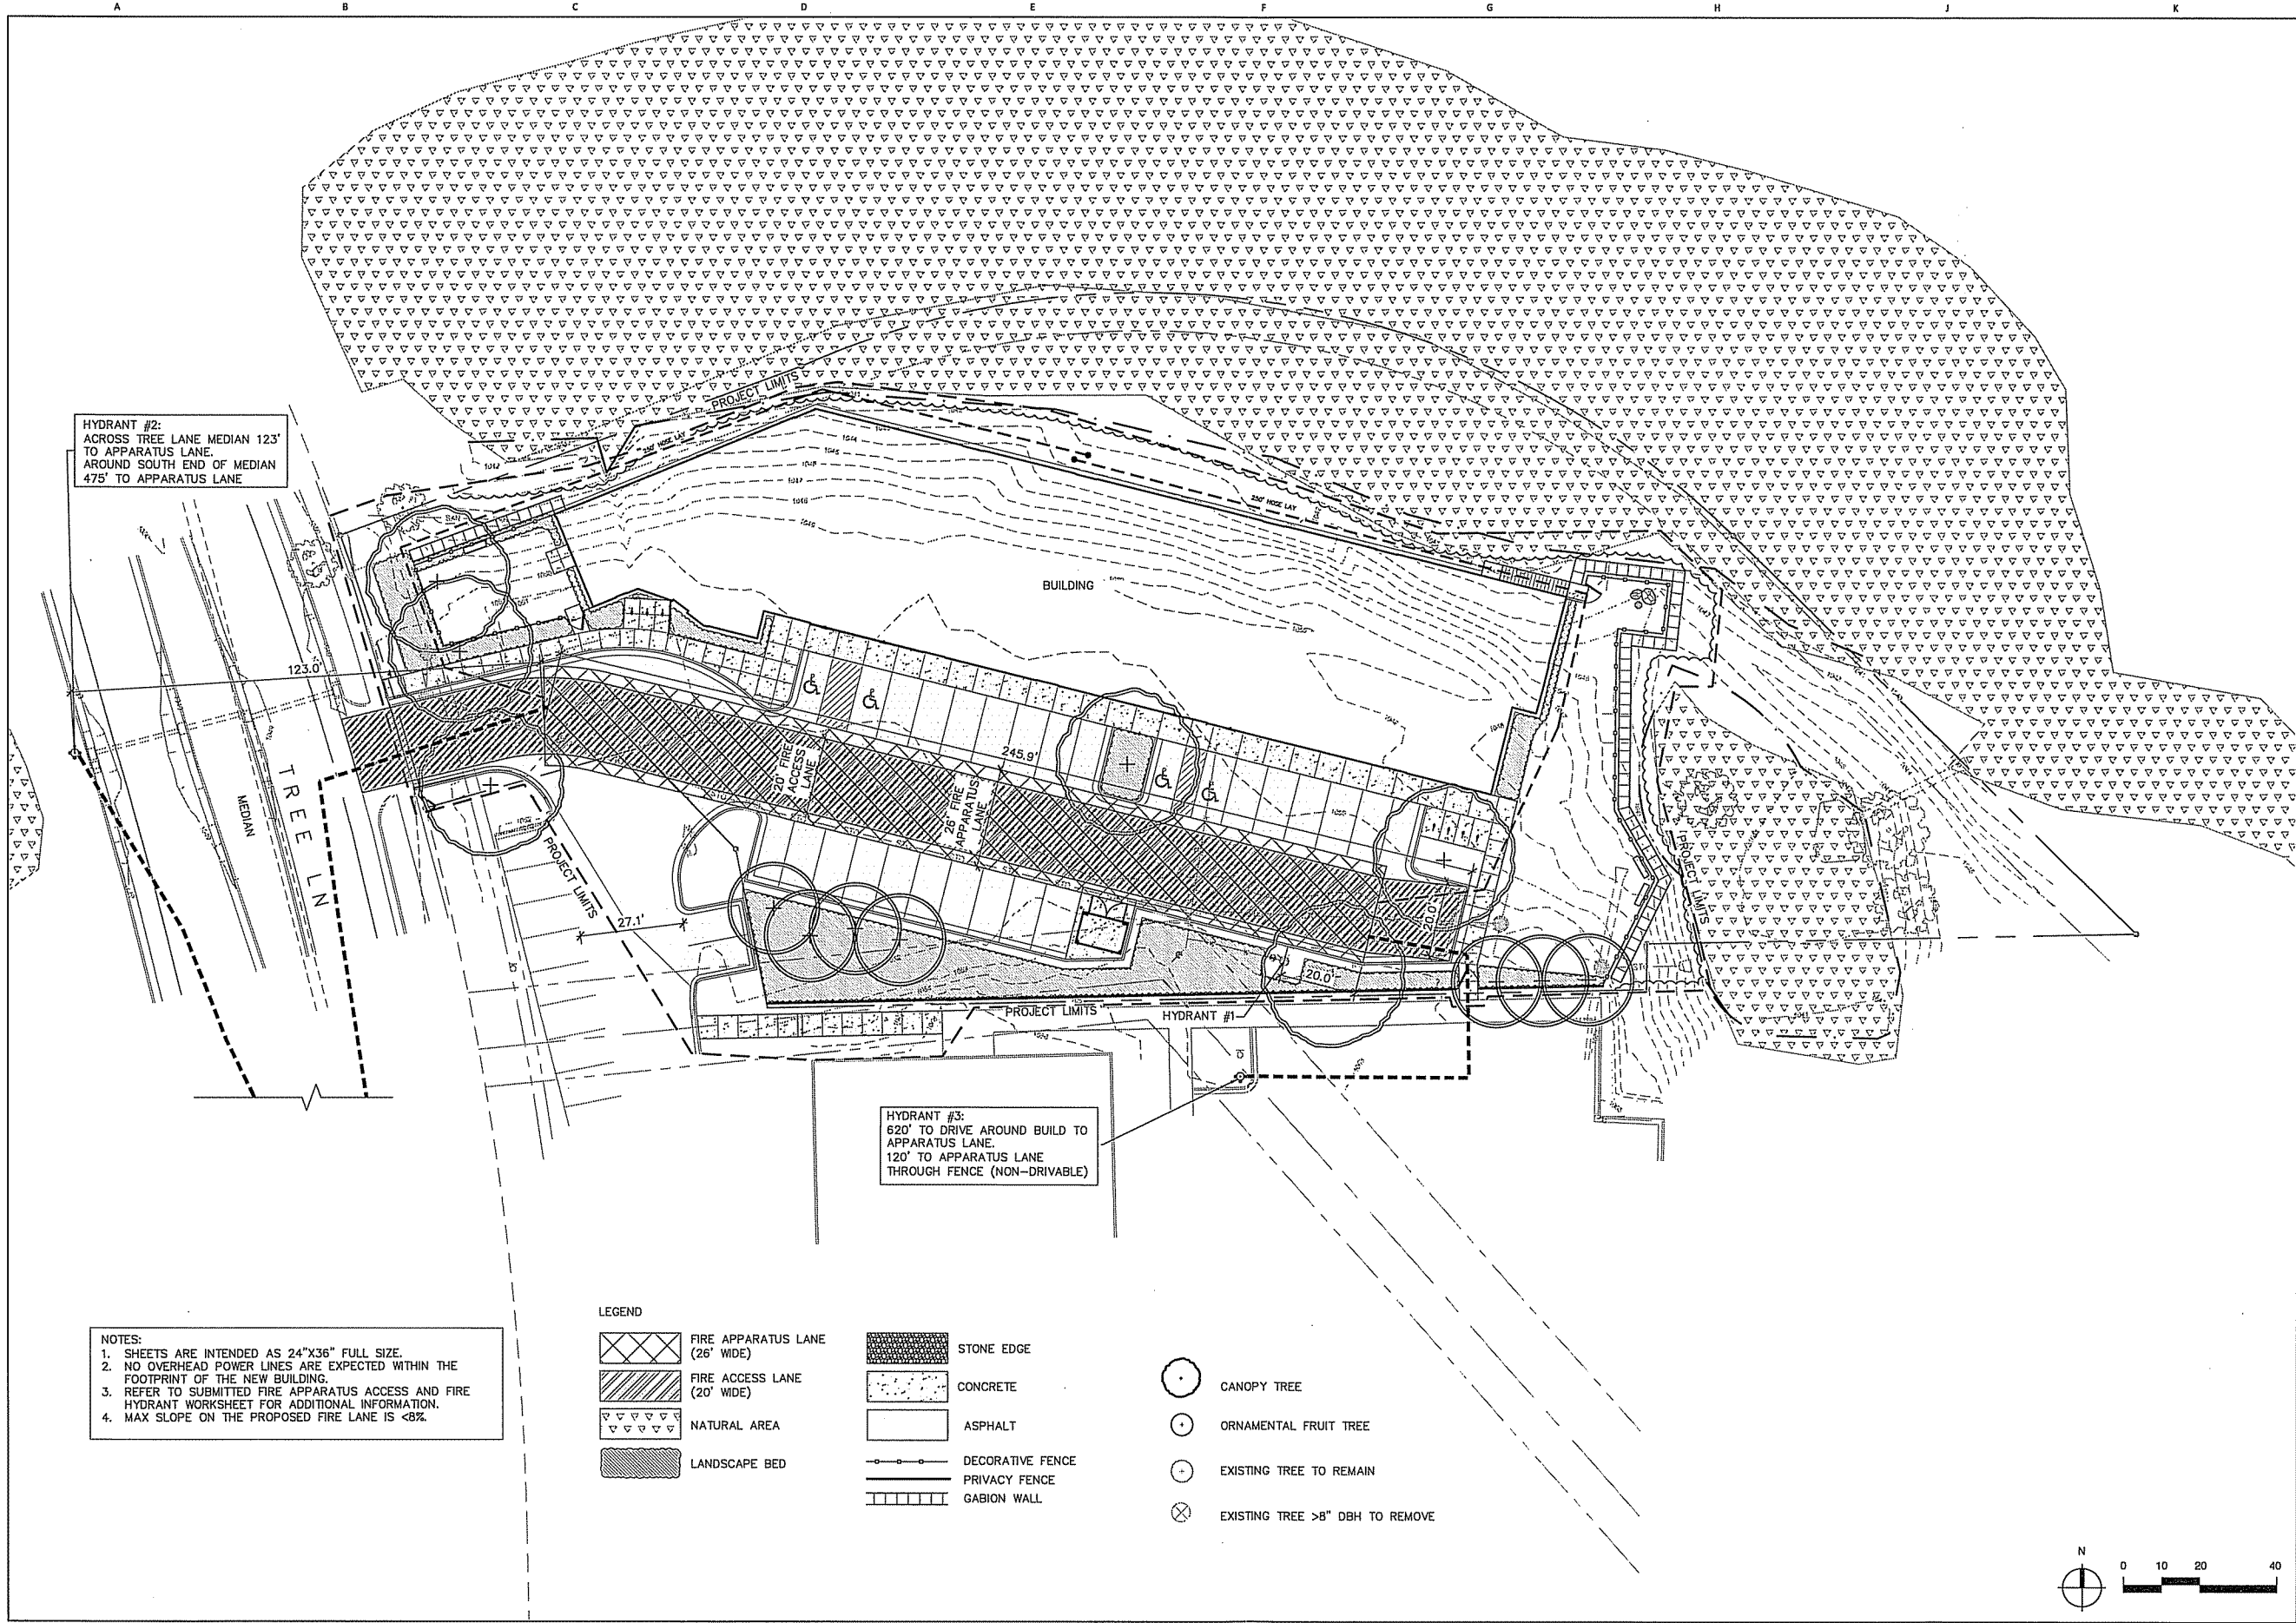 A B C D E F G H J K
HYDRANT #2:
ACROSS TREE LANE MEDIAN 123'
TO APPARATUS LANE.
AROUND SOUTH END OF MEDIAN
475' TO APPARATUS LANE
PROJECT LIMITS
250' HOSE LAY
250' HOSE LAY
BUILDING
123.0'
MEDIAN
TREE LN
20' FIRE
ACCESS
LANE
26' FIRE
APPARATUS
LANE
245.9'
PROJECT LIMITS
27.1'
20.0'
20.0'
PROJECT LIMITS
PROJECT LIMITS
HYDRANT #1
HYDRANT #3:
620' TO DRIVE AROUND BUILD TO
APPARATUS LANE.
120' TO APPARATUS LANE
THROUGH FENCE (NON-DRIVABLE)
NOTES:
1. SHEETS ARE INTENDED AS 24"X36" FULL SIZE.
2. NO OVERHEAD POWER LINES ARE EXPECTED WITHIN THE
FOOTPRINT OF THE NEW BUILDING.
3. REFER TO SUBMITTED FIRE APPARATUS ACCESS AND FIRE
HYDRANT WORKSHEET FOR ADDITIONAL INFORMATION.
4. MAX SLOPE ON THE PROPOSED FIRE LANE IS <8%.
LEGEND
FIRE APPARATUS LANE
(26' WIDE)
FIRE ACCESS LANE
(20' WIDE)
NATURAL AREA
LANDSCAPE BED
STONE EDGE
CONCRETE
ASPHALT
DECORATIVE FENCE
PRIVACY FENCE
GABION WALL
CANOPY TREE
ORNAMENTAL FRUIT TREE
EXISTING TREE TO REMAIN
EXISTING TREE >8" DBH TO REMOVE
N
0 10 20 40